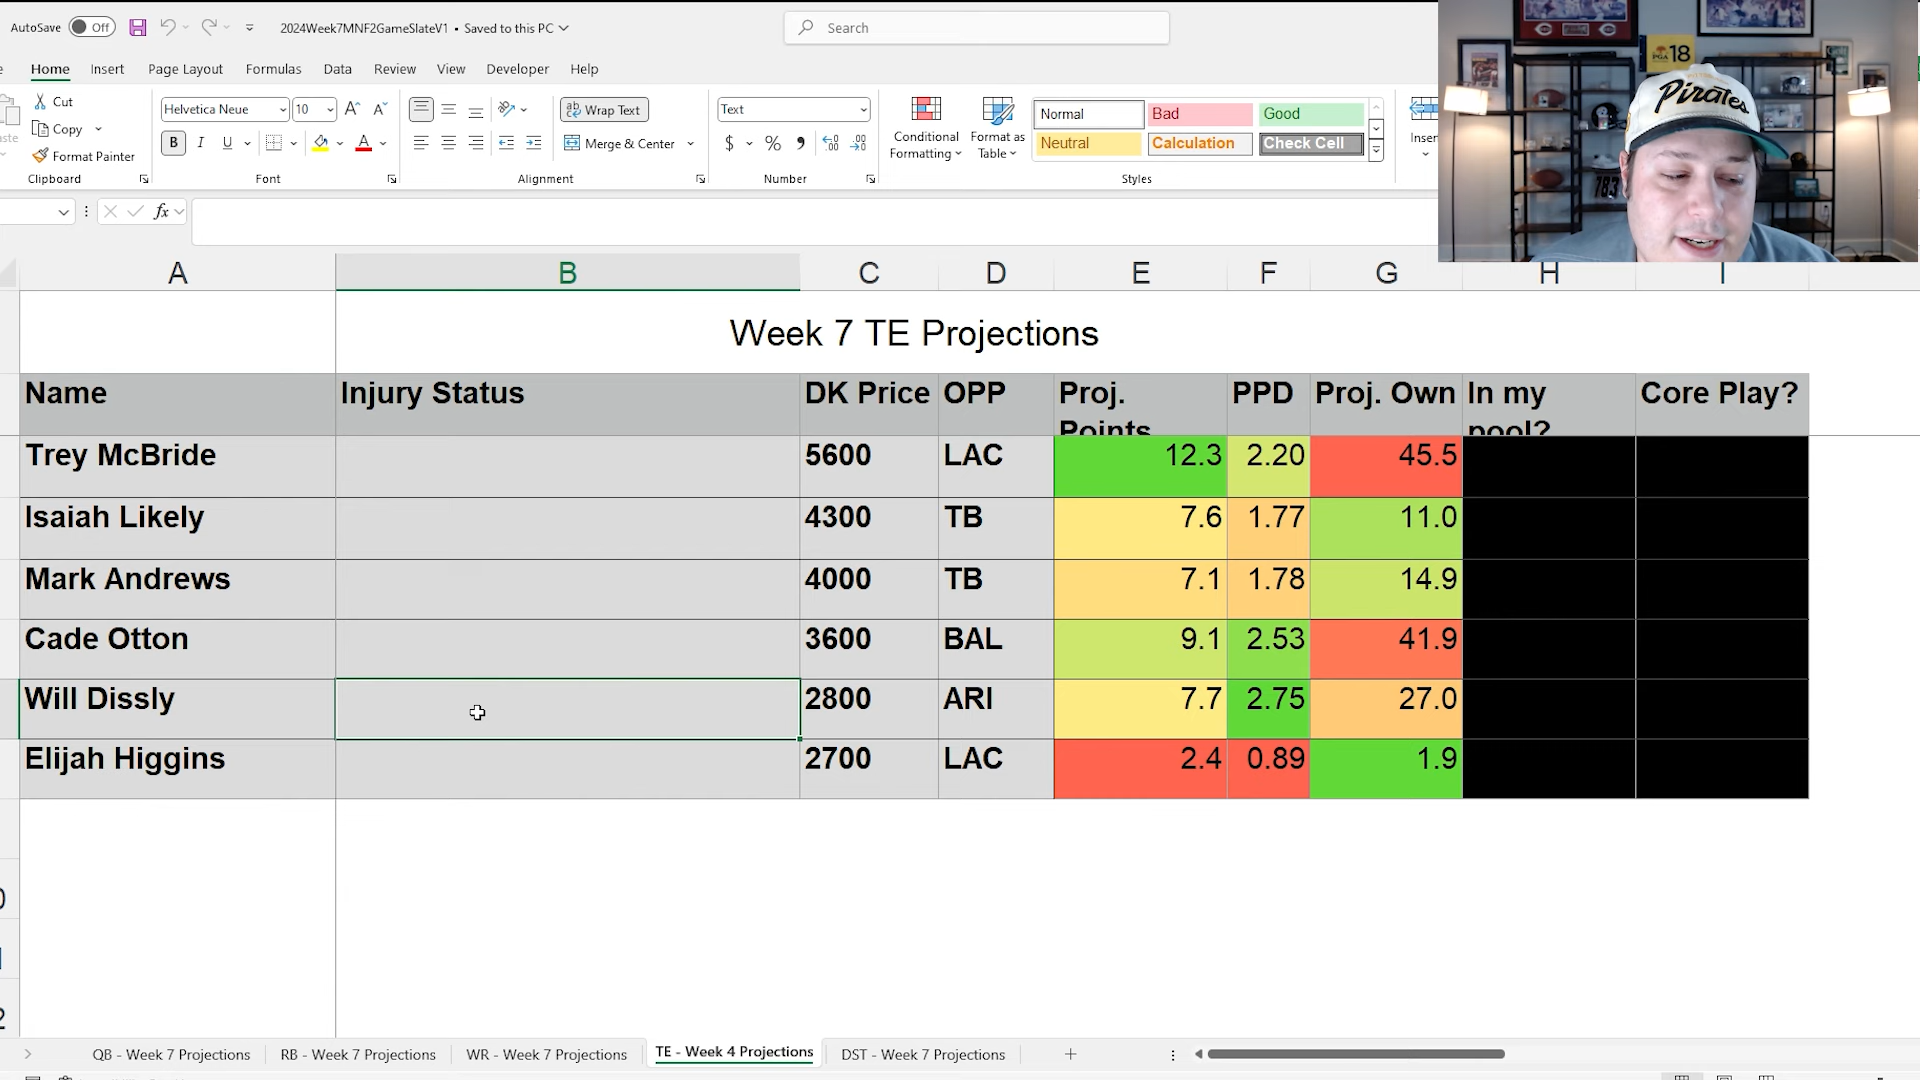 AutoSave Off 2024Week7MNF2GameSlateV1 • Saved to this PC Search
Home Insert Page Layout Formulas Data Review View Developer Help
Cut
Copy
Format Painter
Clipboard
Helvetica Neue 10
B I U A
Font
Wrap Text
Merge & Center
Alignment
Text
$ %
Number
Conditional Formatting
Format as Table
Normal Bad Good
Neutral Calculation Check Cell
Styles
fx
Pirates
18
783
A B C D E F G H I
Week 7 TE Projections
Name Injury Status DK Price OPP Proj. Points PPD Proj. Own In my pool? Core Play?
Trey McBride 5600 LAC 12.3 2.20 45.5
Isaiah Likely 4300 TB 7.6 1.77 11.0
Mark Andrews 4000 TB 7.1 1.78 14.9
Cade Otton 3600 BAL 9.1 2.53 41.9
Will Dissly 2800 ARI 7.7 2.75 27.0
Elijah Higgins 2700 LAC 2.4 0.89 1.9
QB - Week 7 Projections RB - Week 7 Projections WR - Week 7 Projections TE - Week 4 Projections DST - Week 7 Projections